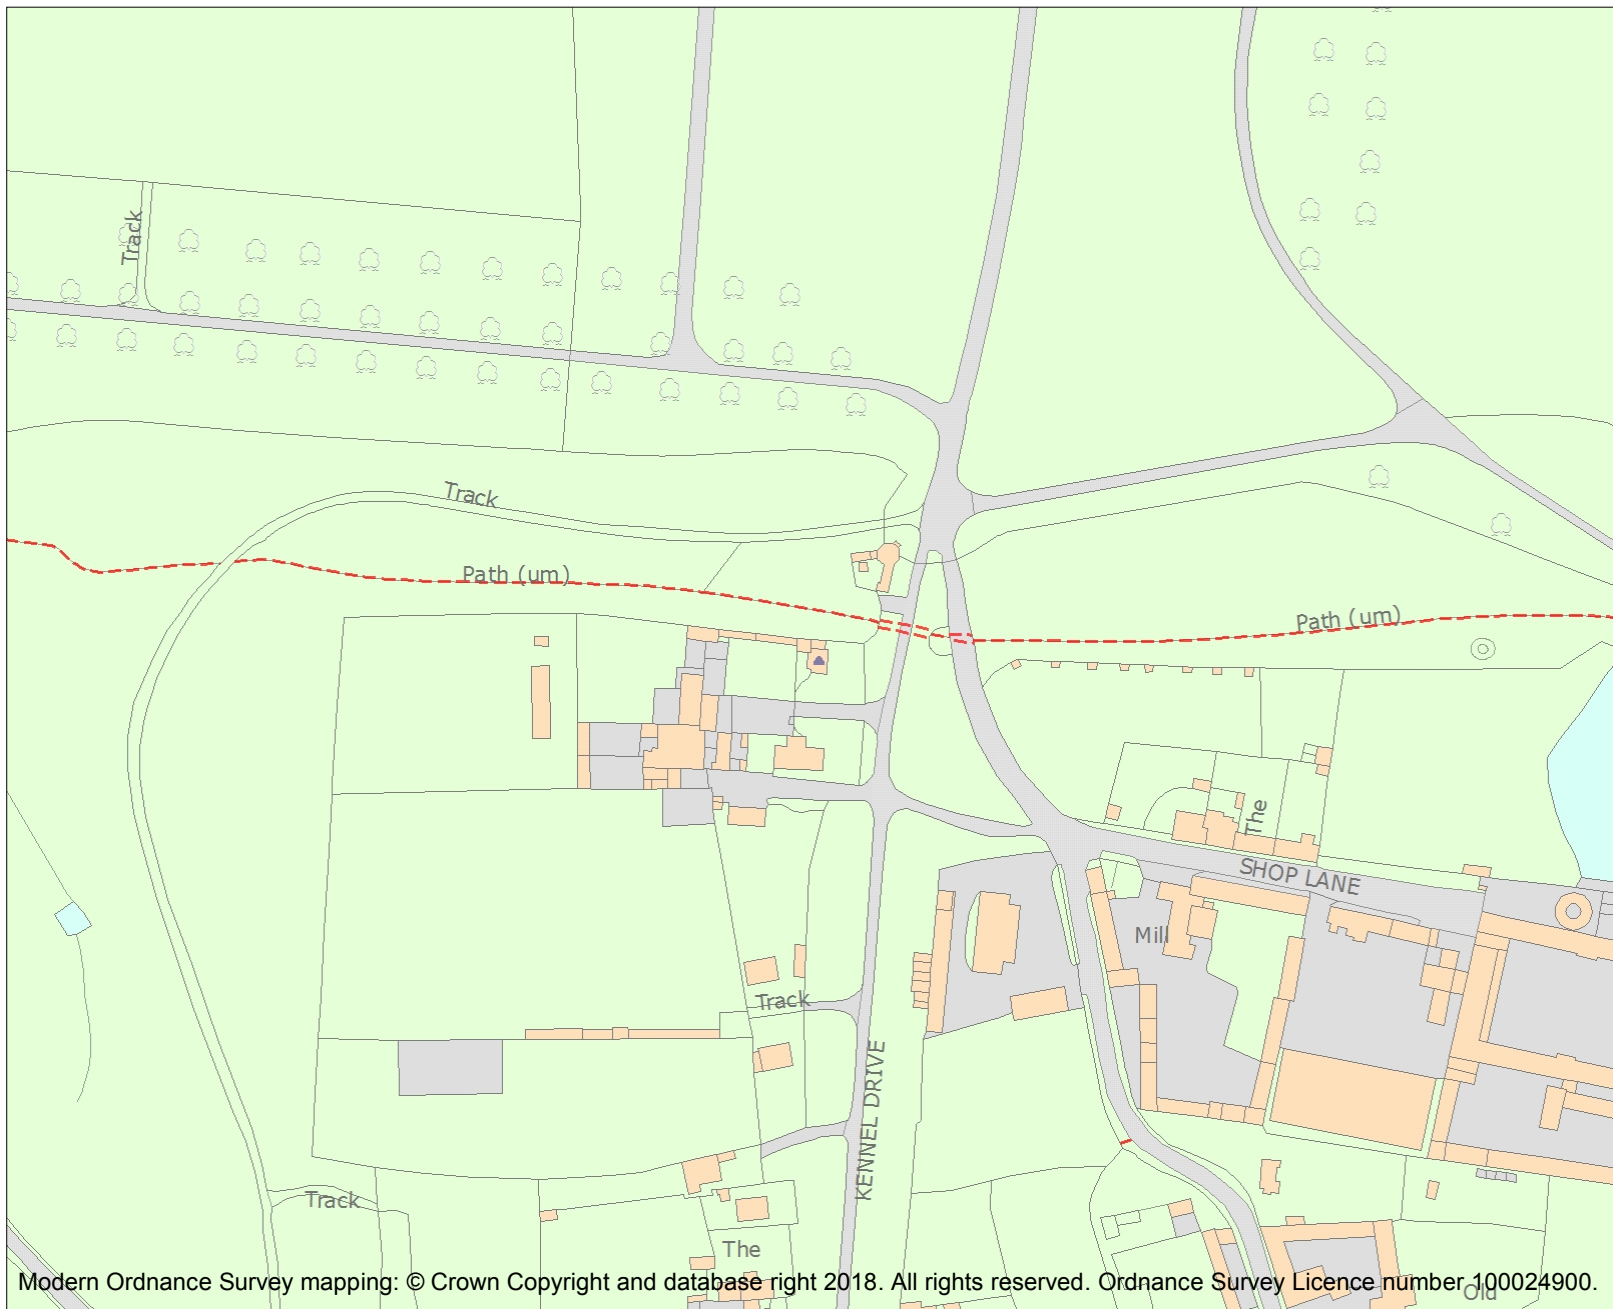 Track
Track
Path (um)
Path (um)
The
SHOP LANE
Mill
Track
KENNEL DRIVE
Track
The
Old
Modern Ordnance Survey mapping: © Crown Copyright and database right 2018. All rights reserved. Ordnance Survey Licence number 100024900.